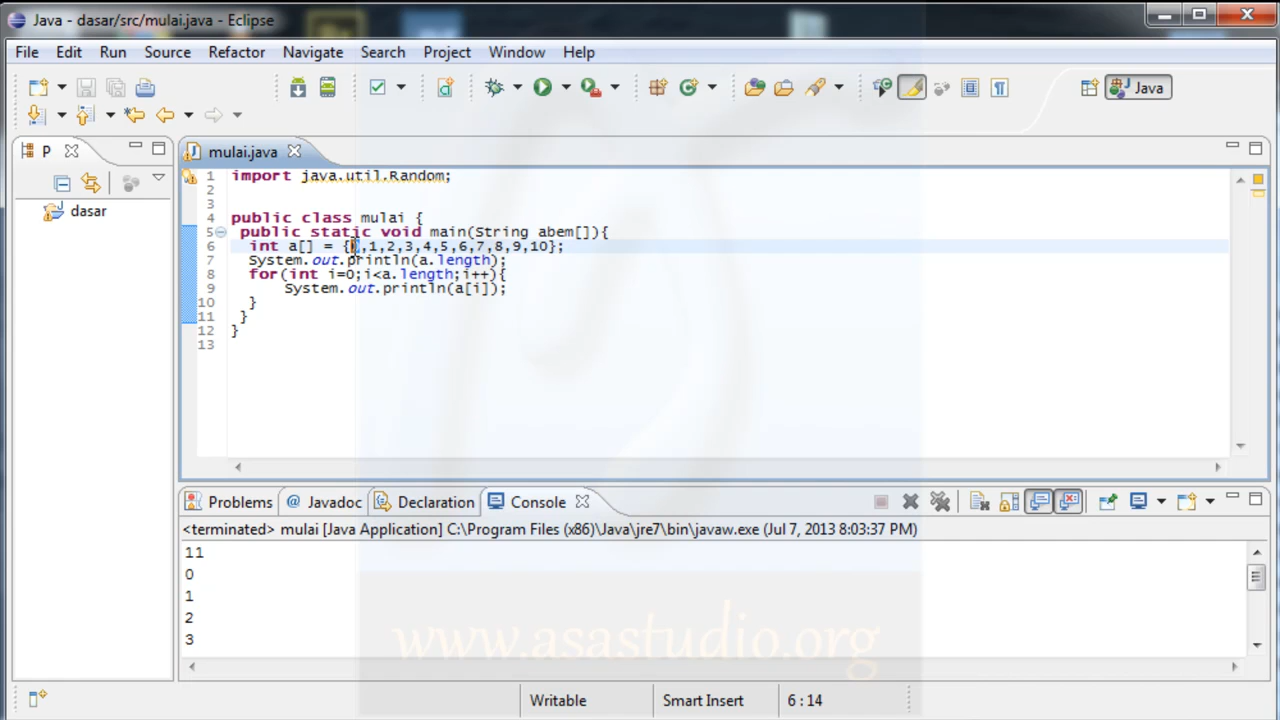 Java - dasar/src/mulai.java - Eclipse
File Edit Run Source Refactor Navigate Search Project Window Help
Java
P
mulai.java
dasar
1 import java.util.Random;
2
3
4 public class mulai {
5 public static void main(String abem[]){
6 int a[] = {0,1,2,3,4,5,6,7,8,9,10};
7 System.out.println(a.length);
8 for(int i=0;i<a.length;i++){
9 System.out.println(a[i]);
10 }
11 }
12 }
13
Problems @ Javadoc Declaration Console
<terminated> mulai [Java Application] C:\Program Files (x86)\Java\jre7\bin\javaw.exe (Jul 7, 2013 8:03:37 PM)
11
0
1
2
3
www.asastudio.org
Writable Smart Insert 6 : 14